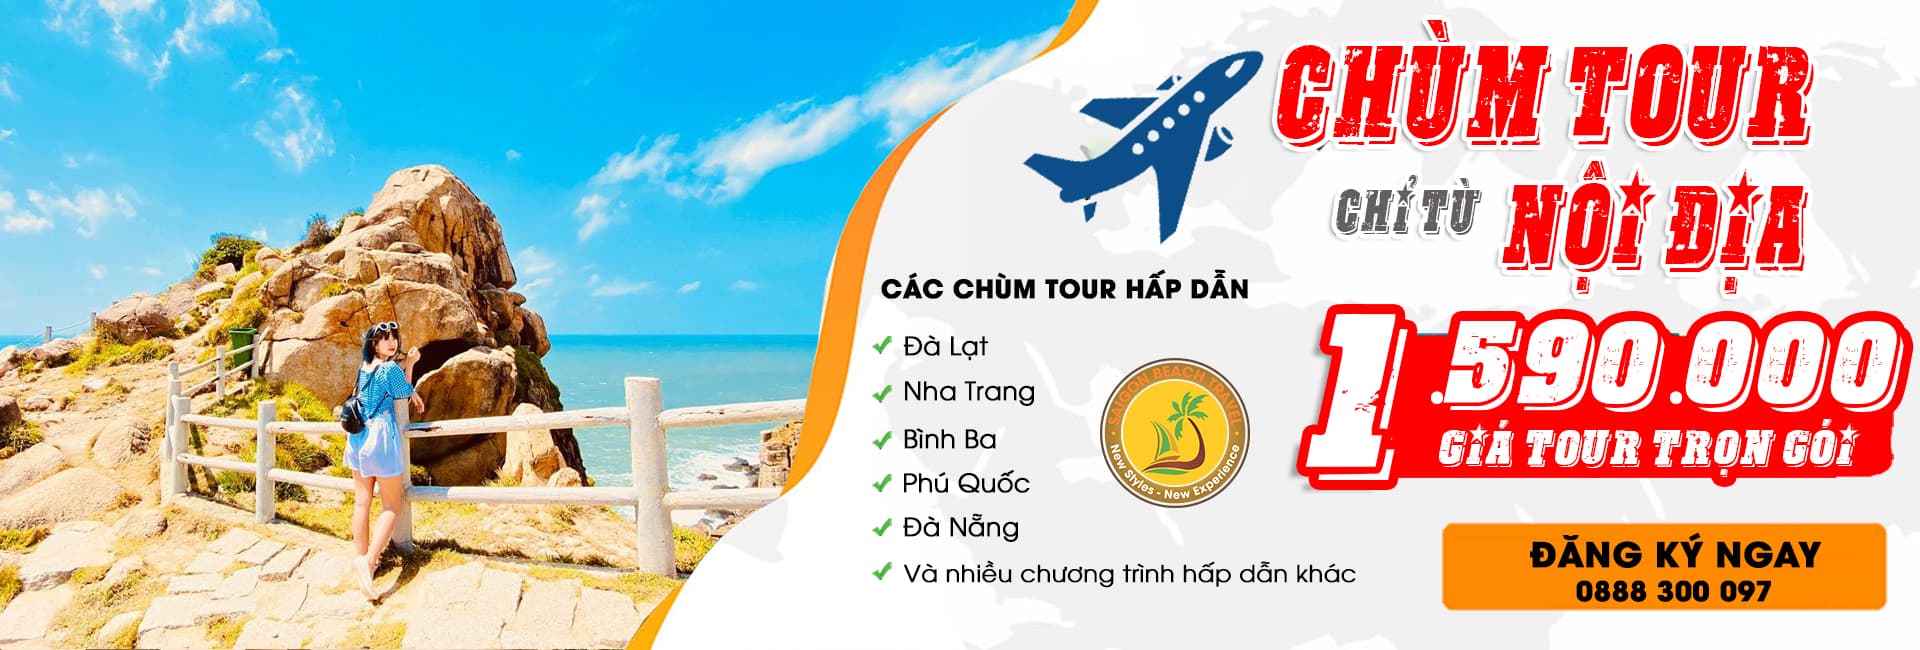 CHÙM TOUR
CHỈ TỪ NỘI ĐỊA
1.590.000
GIÁ TOUR TRỌN GÓI
CÁC CHÙM TOUR HẤP DẪN
Đà Lạt
Nha Trang
Bình Ba
Phú Quốc
Đà Nẵng
Và nhiều chương trình hấp dẫn khác
SAIGON BEACH TRAVEL
New Styles - New Experience
ĐĂNG KÝ NGAY
0888 300 097